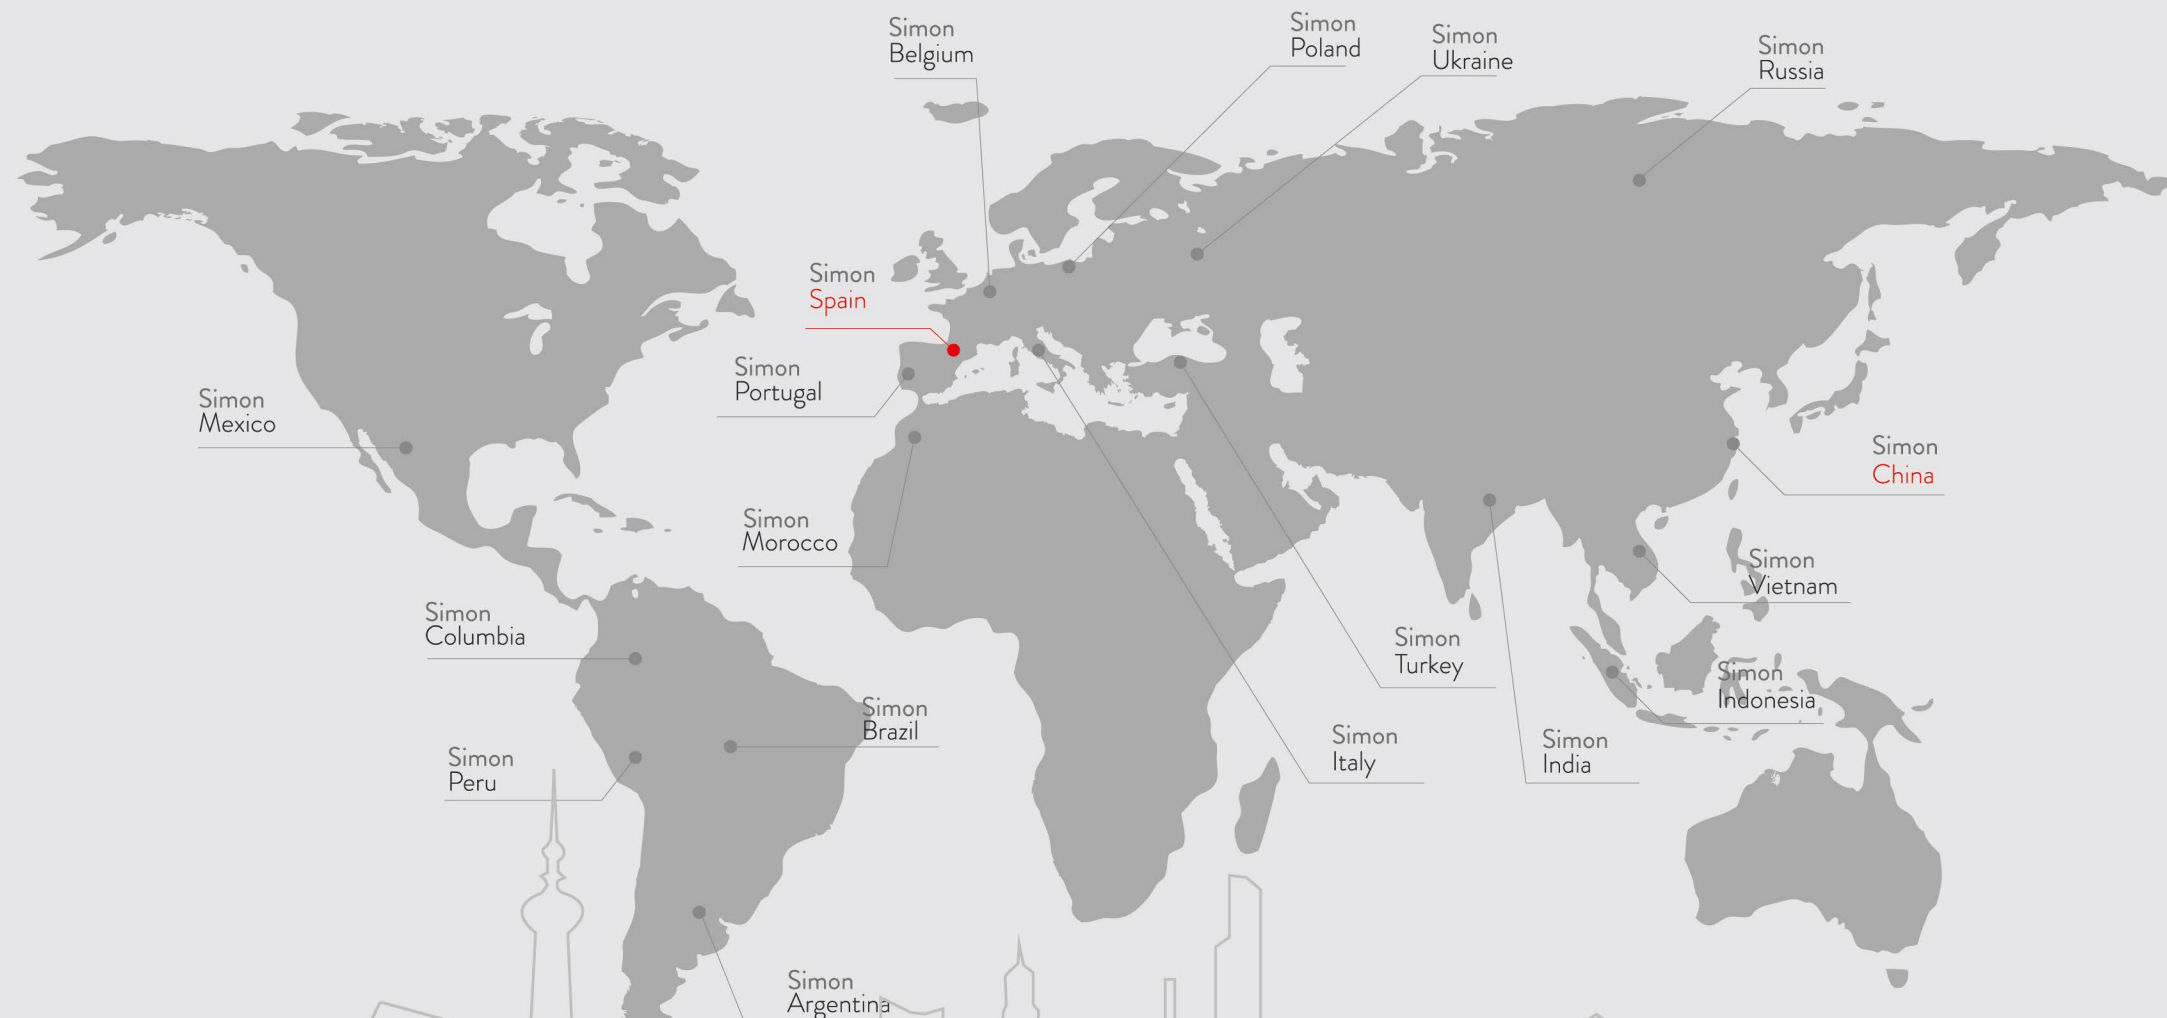 Simon
Belgium
Simon
Poland
Simon
Ukraine
Simon
Russia
Simon
Spain
Simon
Portugal
Simon
Mexico
Simon
China
Simon
Morocco
Simon
Vietnam
Simon
Columbia
Simon
Turkey
Simon
Indonesia
Simon
Brazil
Simon
Italy
Simon
India
Simon
Peru
Simon
Argentina